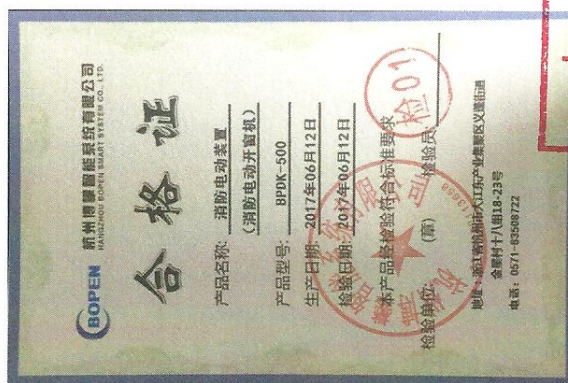 BOPEN
杭州博攀智能系统有限公司
HANGZHOU BOPEN SMART SYSTEM CO., LTD.
合格证
产品名称: 消防电动装置
(消防电动开窗机)
产品型号: BPDK-500
生产日期: 2017年06月12日
检验日期: 2017年06月12日
本产品经检验符合标准要求
检验单位: (章) 检验员:
检01
地址: 浙江省杭州市大江东产业集聚区义蓬街道
金星村十八组18-23号
电话: 0571-83508722